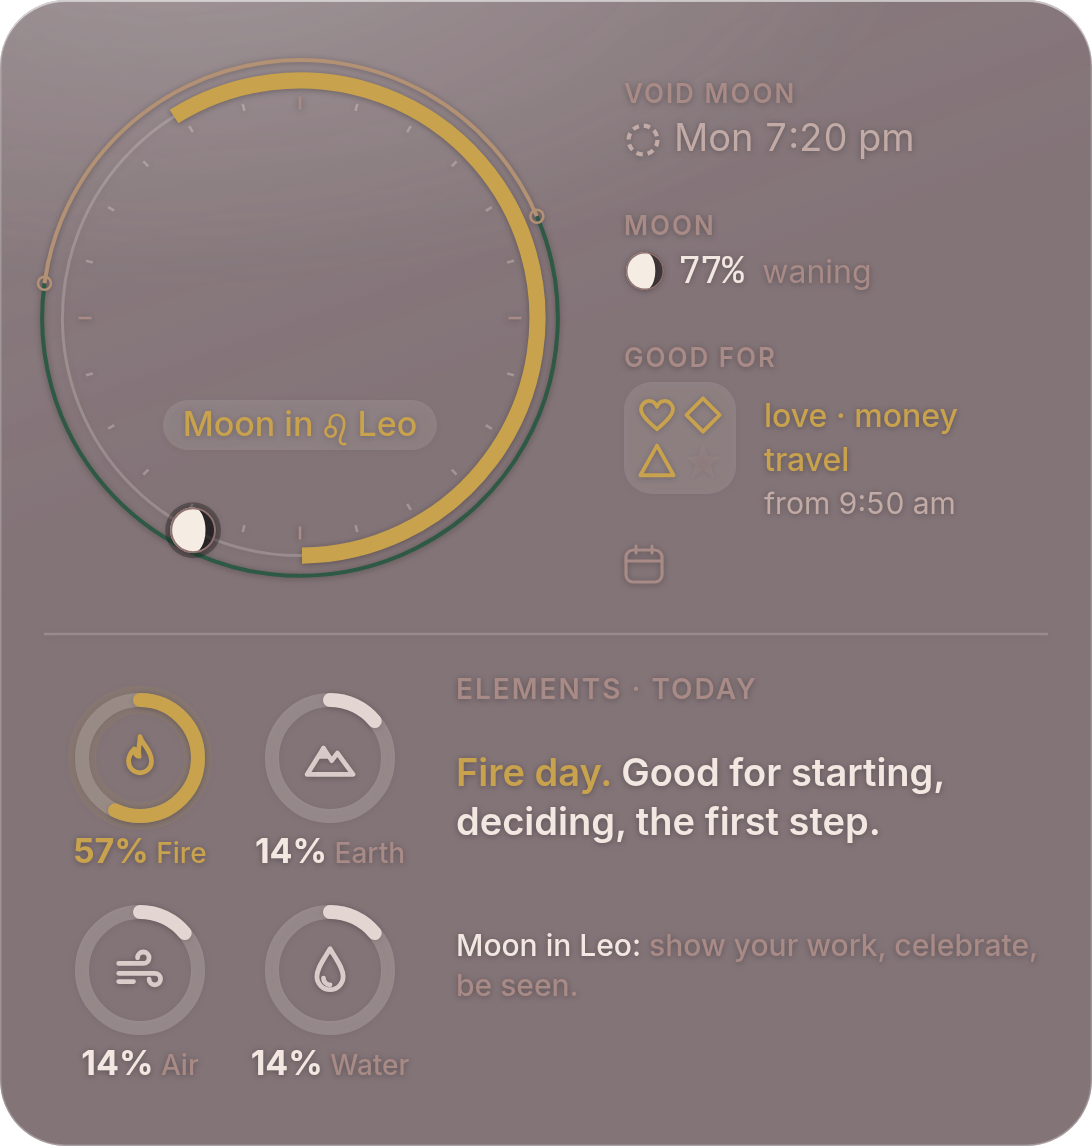 VOID MOON
Mon 7:20 pm
MOON
77% waning
GOOD FOR
love · money
travel
from 9:50 am
Moon in ♌ Leo
ELEMENTS · TODAY
Fire day. Good for starting,
deciding, the first step.
57% Fire
14% Earth
Moon in Leo: show your work, celebrate,
be seen.
14% Air
14% Water